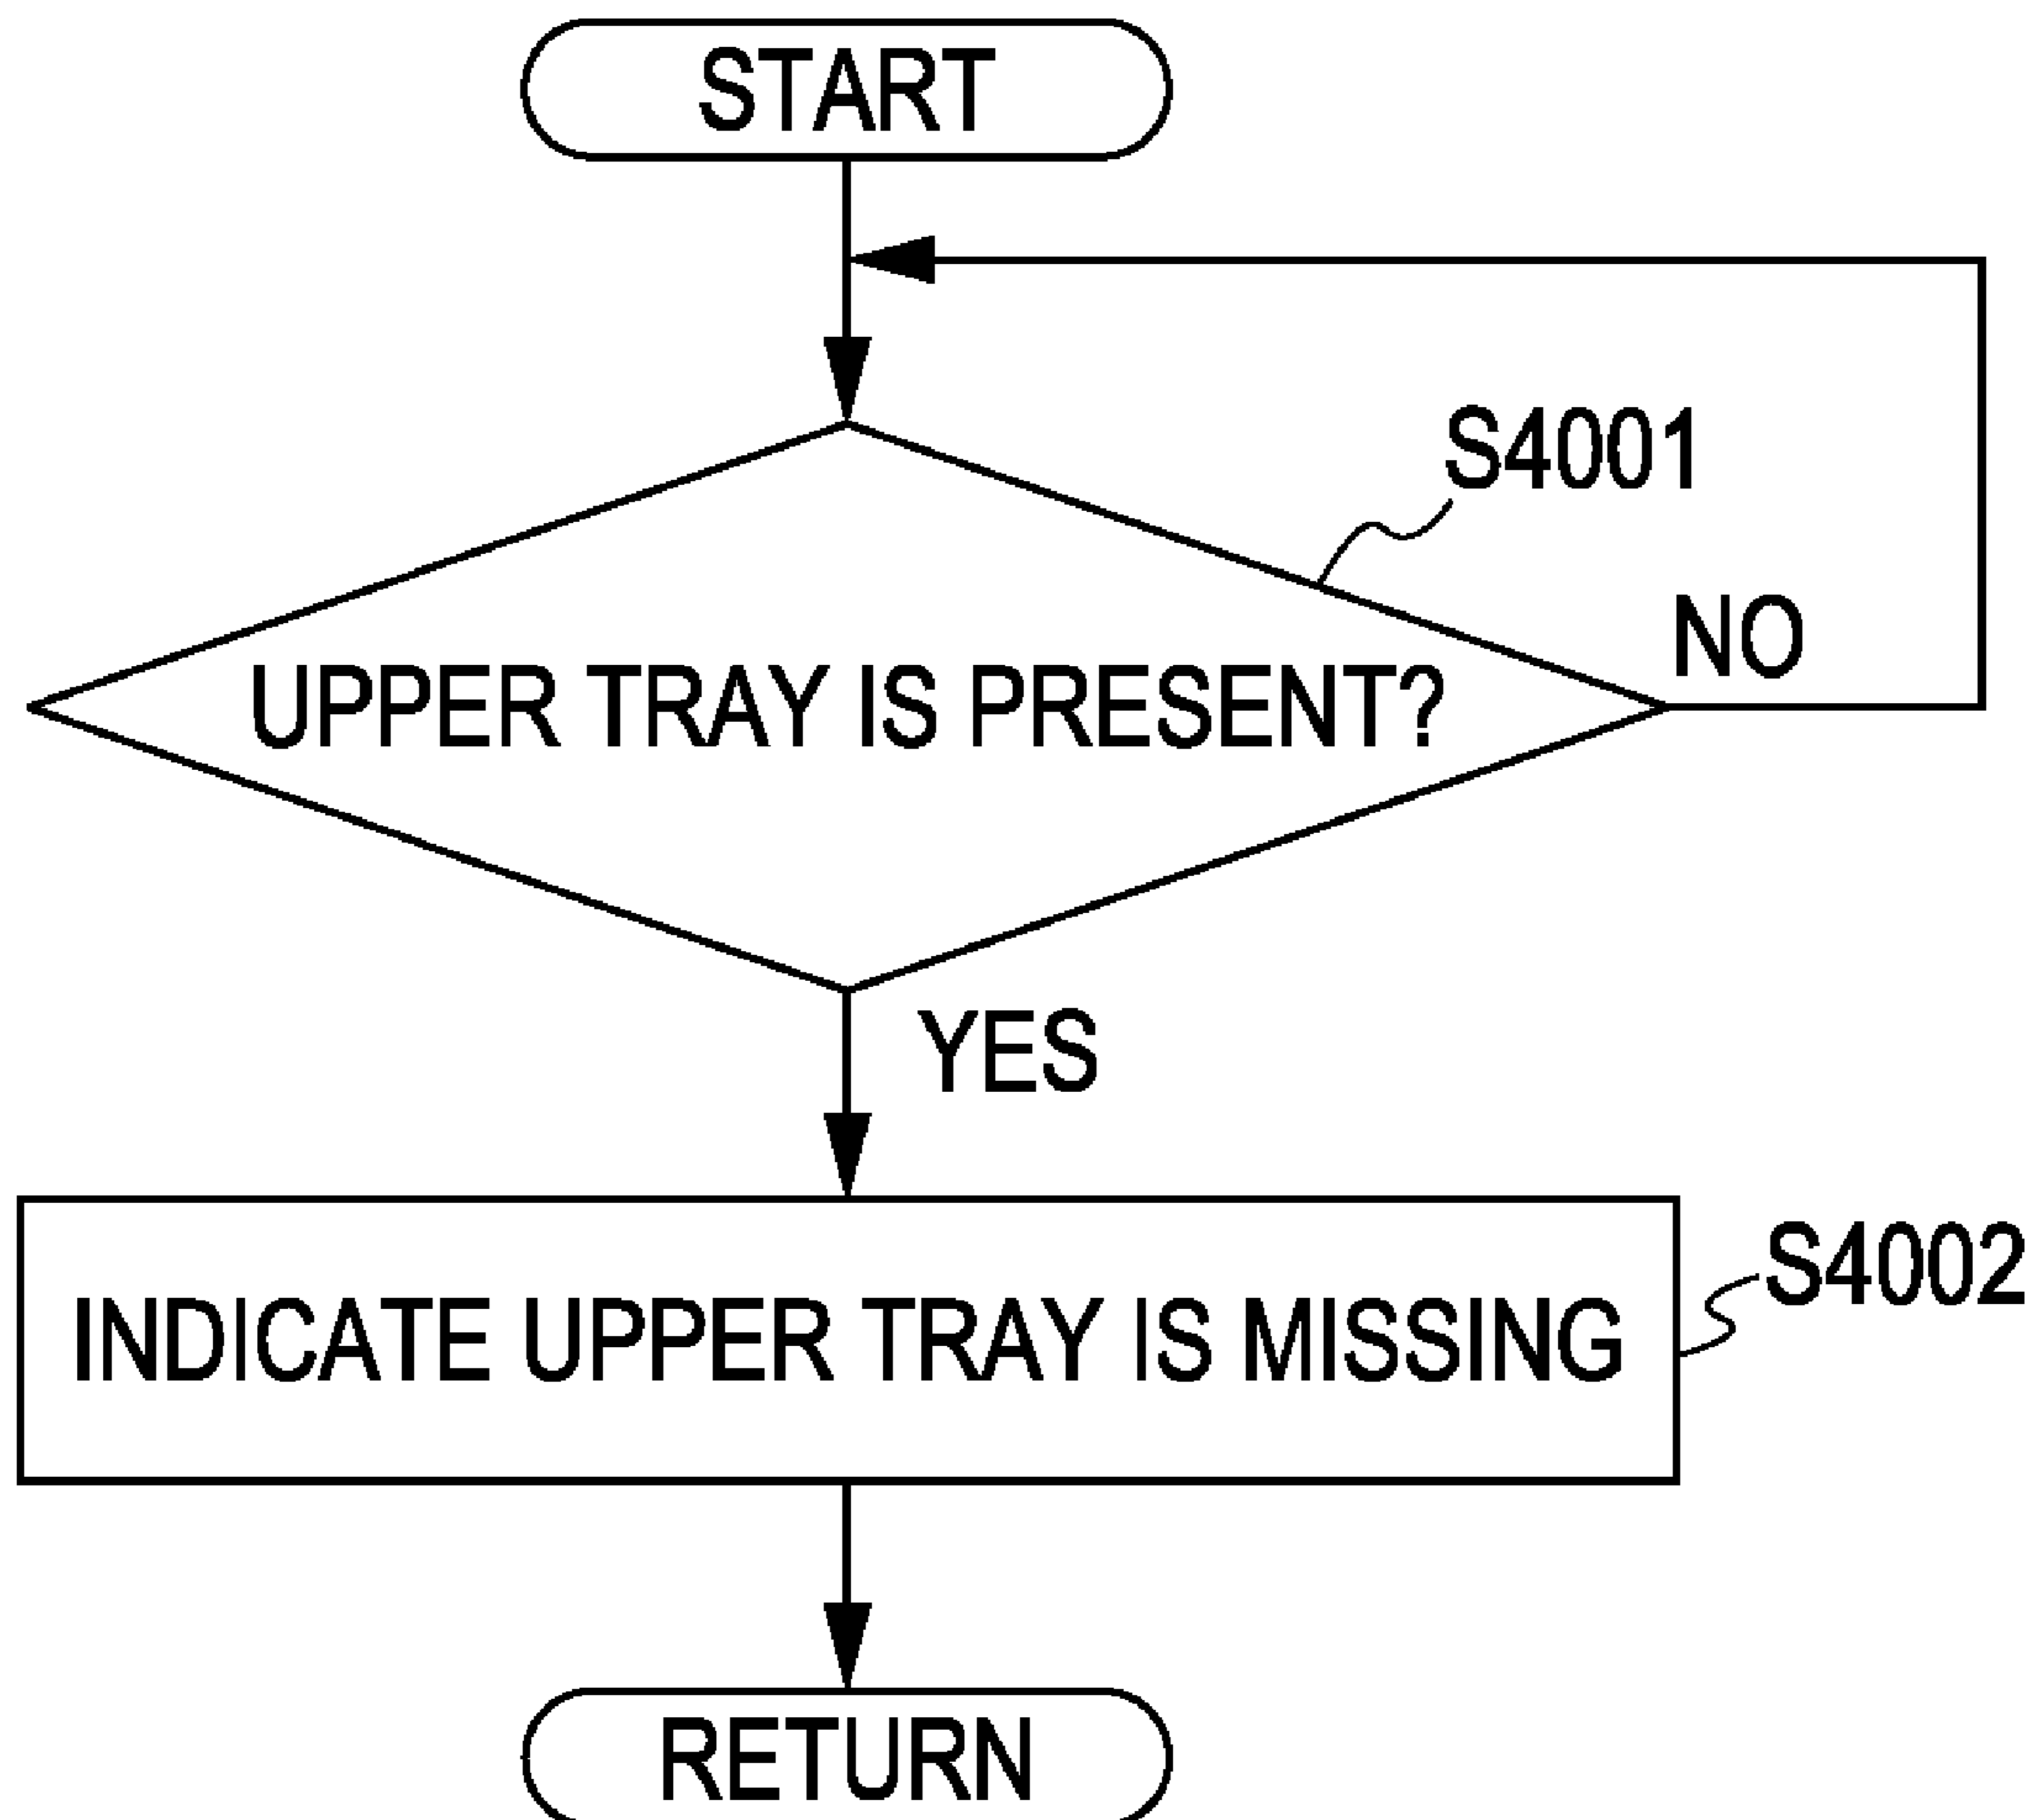 START
S4001
NO
UPPER TRAY IS PRESENT?
YES
S4002
INDICATE UPPER TRAY IS MISSING
RETURN